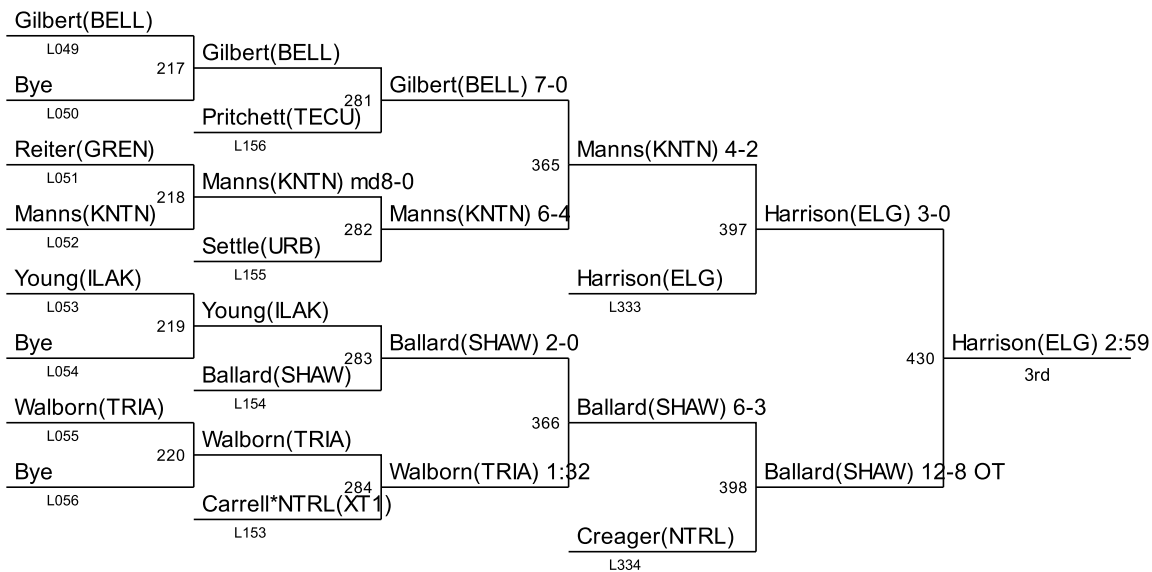 Gilbert(BELL)
L049
217
Bye
L050
Gilbert(BELL)
281
Pritchett(TECU)
L156
Gilbert(BELL) 7-0
Reiter(GREN)
L051
218
Manns(KNTN)
L052
Manns(KNTN) md8-0
282
Settle(URB)
L155
Manns(KNTN) 6-4
365
Manns(KNTN) 4-2
397
Harrison(ELG)
L333
Harrison(ELG) 3-0
Young(ILAK)
L053
219
Bye
L054
Young(ILAK)
283
Ballard(SHAW)
L154
Ballard(SHAW) 2-0
Walborn(TRIA)
L055
220
Bye
L056
Walborn(TRIA)
284
Carrell*NTRL(XT1)
L153
Walborn(TRIA) 1:32
366
Ballard(SHAW) 6-3
398
Creager(NTRL)
L334
Ballard(SHAW) 12-8 OT
430
Harrison(ELG) 2:59
3rd